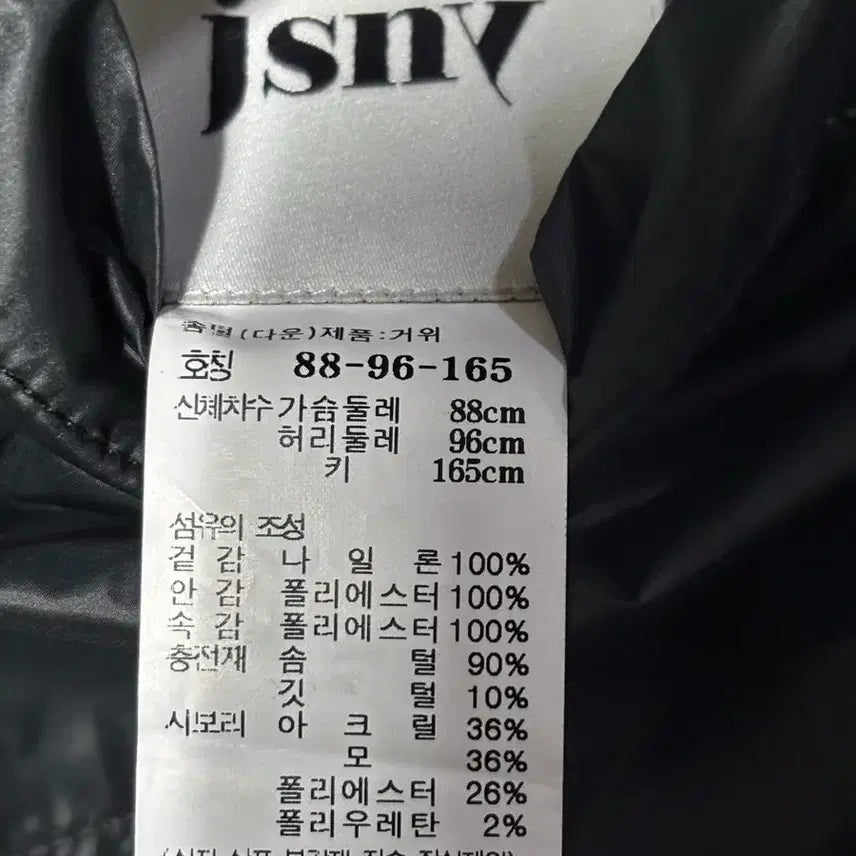 jsny
솜털(다운)제품:거위
호칭 88-96-165
신체치수 가슴둘레 88cm
허리둘레 96cm
키 165cm
섬유의 조성
겉감 나일론 100%
안감 폴리에스터 100%
속감 폴리에스터 100%
충전재 솜털 90%
깃털 10%
시보리 아크릴 36%
모 36%
폴리에스터 26%
폴리우레탄 2%